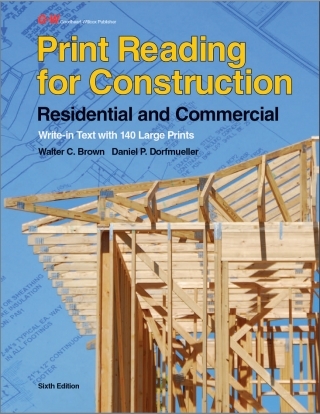 Goodheart-Willcox Publisher
Print Reading
for Construction
Residential and Commercial
Write-in Text with 140 Large Prints
Walter C. Brown Daniel P. Dorfmueller
Sixth Edition